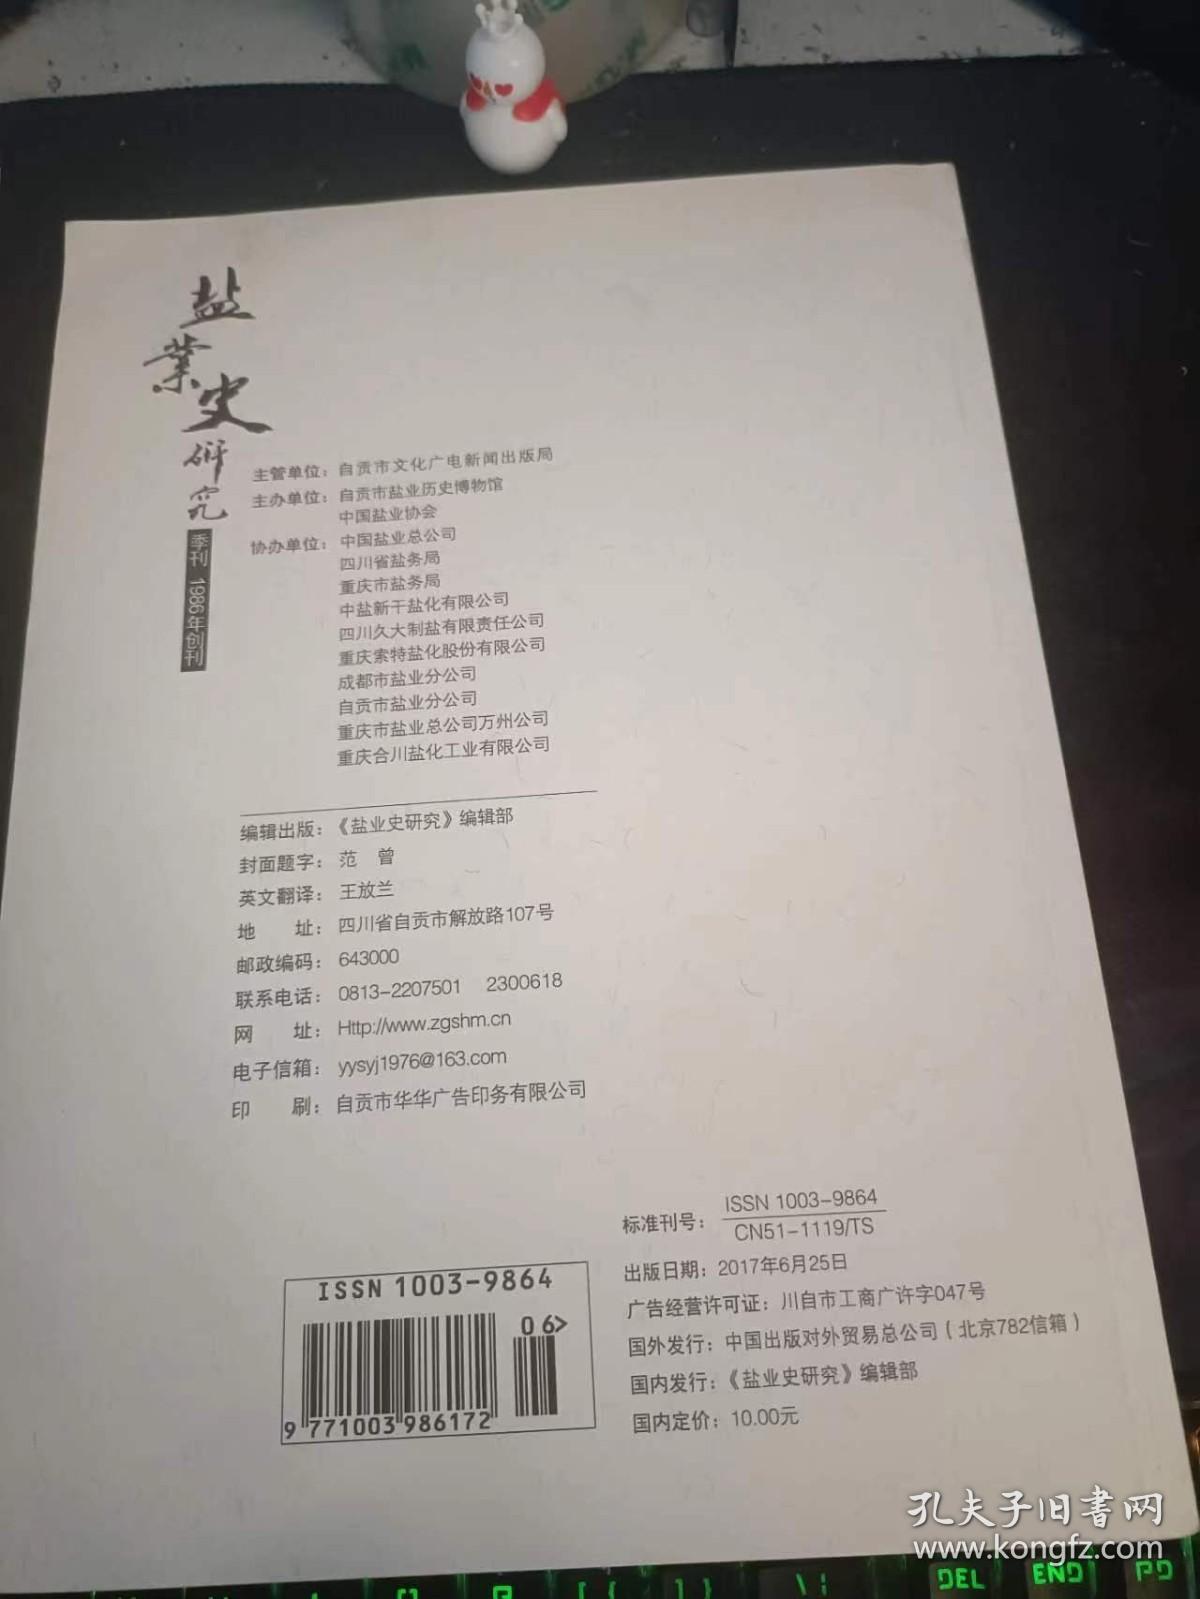 盐
業
史
研
究
季刊 1986年创刊
主管单位：自贡市文化广电新闻出版局
主办单位：自贡市盐业历史博物馆
中国盐业协会
协办单位：中国盐业总公司
四川省盐务局
重庆市盐务局
中盐新干盐化有限公司
四川久大制盐有限责任公司
重庆索特盐化股份有限公司
成都市盐业分公司
自贡市盐业分公司
重庆市盐业总公司万州公司
重庆合川盐化工业有限公司
编辑出版：《盐业史研究》编辑部
封面题字：范 曾
英文翻译：王放兰
地 址：四川省自贡市解放路107号
邮政编码：643000
联系电话：0813-2207501 2300618
网 址：Http://www.zgshm.cn
电子信箱：yysyj1976@163.com
印 刷：自贡市华华广告印务有限公司
标准刊号：ISSN 1003-9864
CN51-1119/TS
出版日期：2017年6月25日
广告经营许可证：川自市工商广许字047号
国外发行：中国出版对外贸易总公司（北京782信箱）
国内发行：《盐业史研究》编辑部
国内定价：10.00元
ISSN 1003-9864
06>
9 771003 986172
孔夫子旧书网
www.kongfz.com
DEL END PD